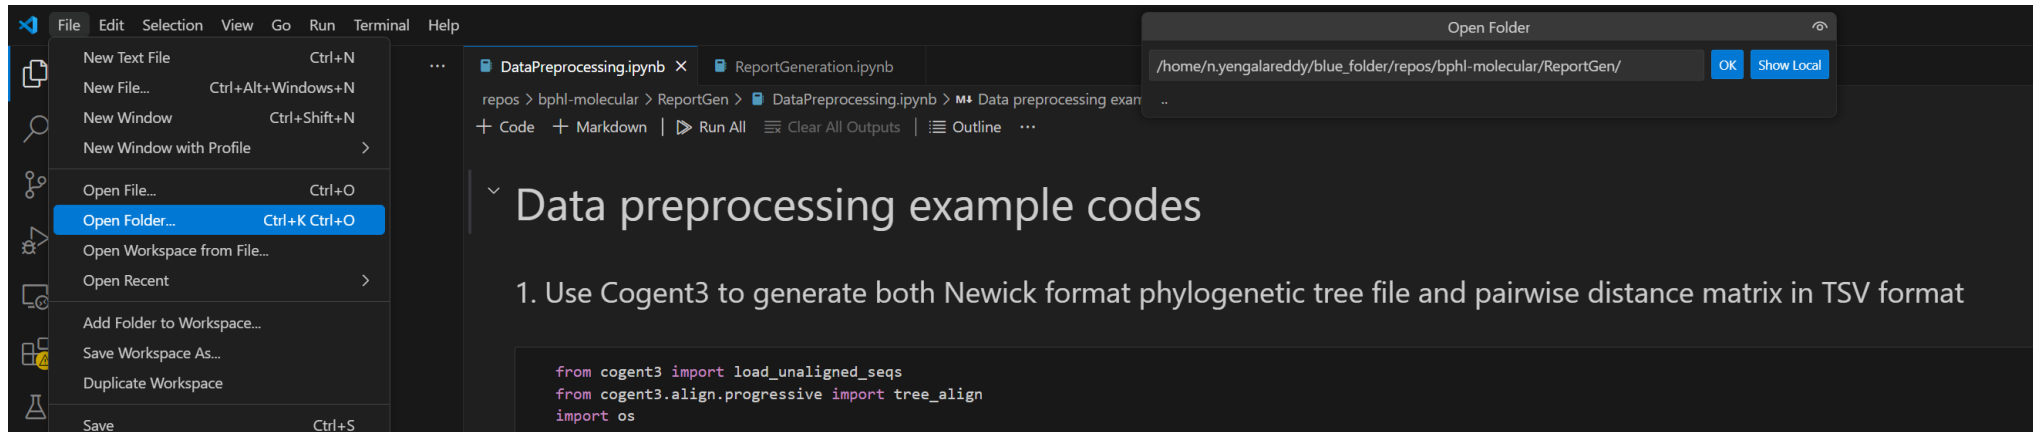 File Edit Selection View Go Run Terminal Help
New Text File Ctrl+N
New File... Ctrl+Alt+Windows+N
New Window Ctrl+Shift+N
New Window with Profile
Open File... Ctrl+O
Open Folder... Ctrl+K Ctrl+O
Open Workspace from File...
Open Recent
Add Folder to Workspace...
Save Workspace As...
Duplicate Workspace
Save Ctrl+S
DataPreprocessing.ipynb ReportGeneration.ipynb
repos > bphl-molecular > ReportGen > DataPreprocessing.ipynb > M↓ Data preprocessing exam
+ Code + Markdown | Run All Clear All Outputs | Outline ...
Open Folder
/home/n.yengalareddy/blue_folder/repos/bphl-molecular/ReportGen/ OK Show Local
..
Data preprocessing example codes
1. Use Cogent3 to generate both Newick format phylogenetic tree file and pairwise distance matrix in TSV format
from cogent3 import load_unaligned_seqs
from cogent3.align.progressive import tree_align
import os